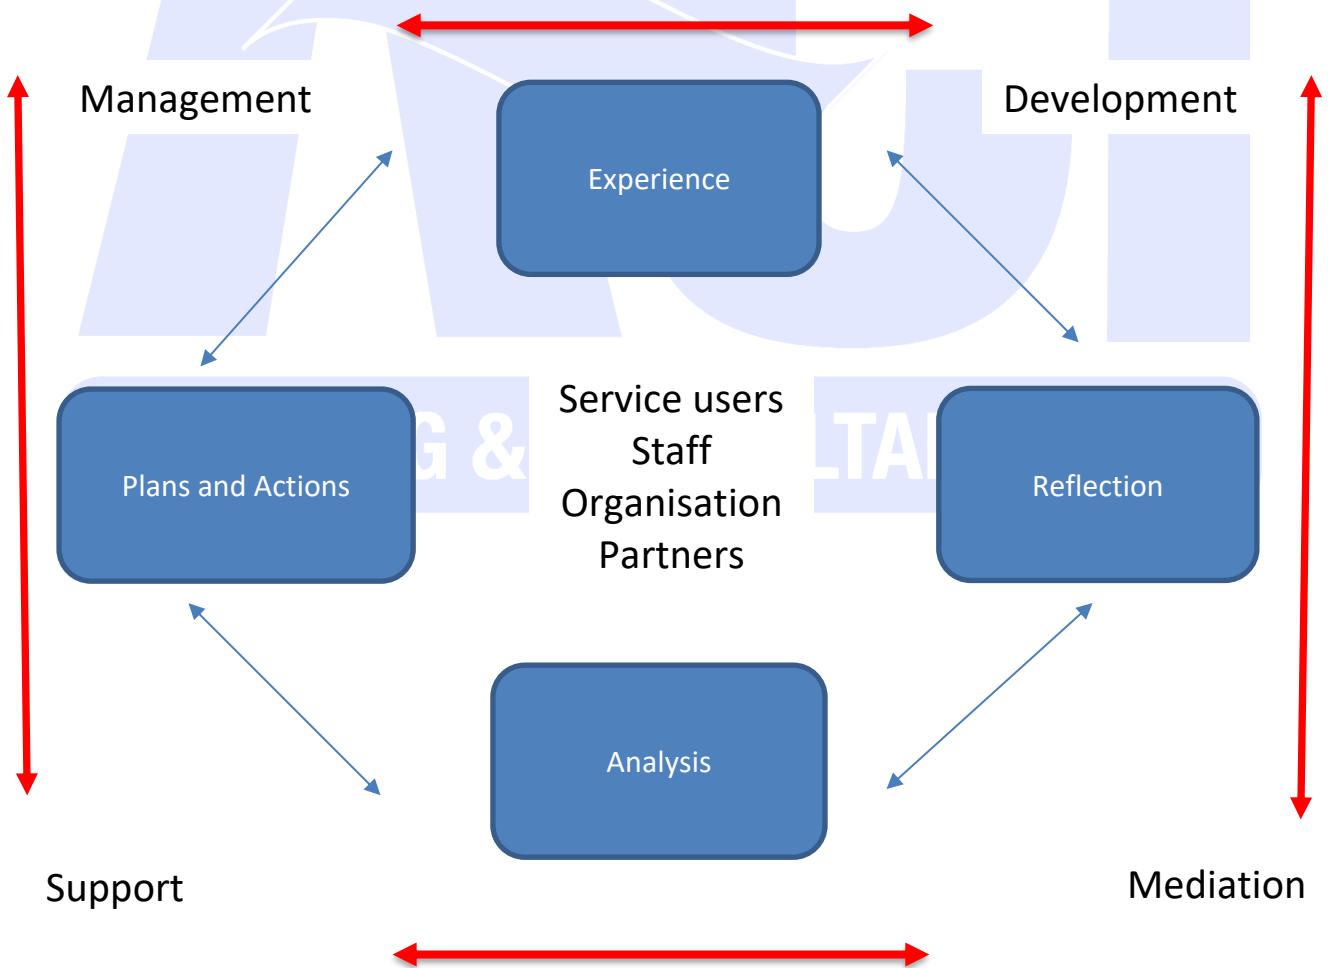 Management
Development
Experience
Service users
Staff
Organisation
Partners
Plans and Actions
Reflection
Analysis
Support
Mediation